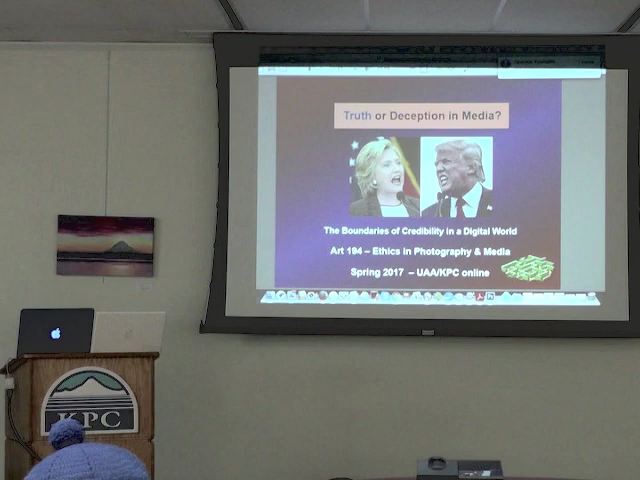 Truth or Deception in Media?
The Boundaries of Credibility in a Digital World
Art 194 – Ethics in Photography & Media
Spring 2017 – UAA/KPC online
KPC